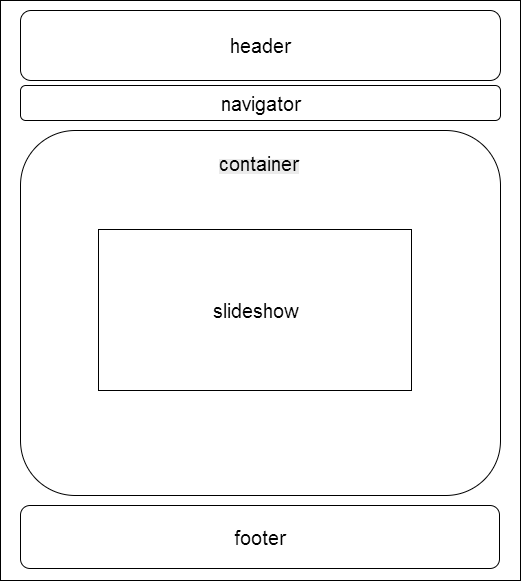 header
navigator
container
slideshow
footer